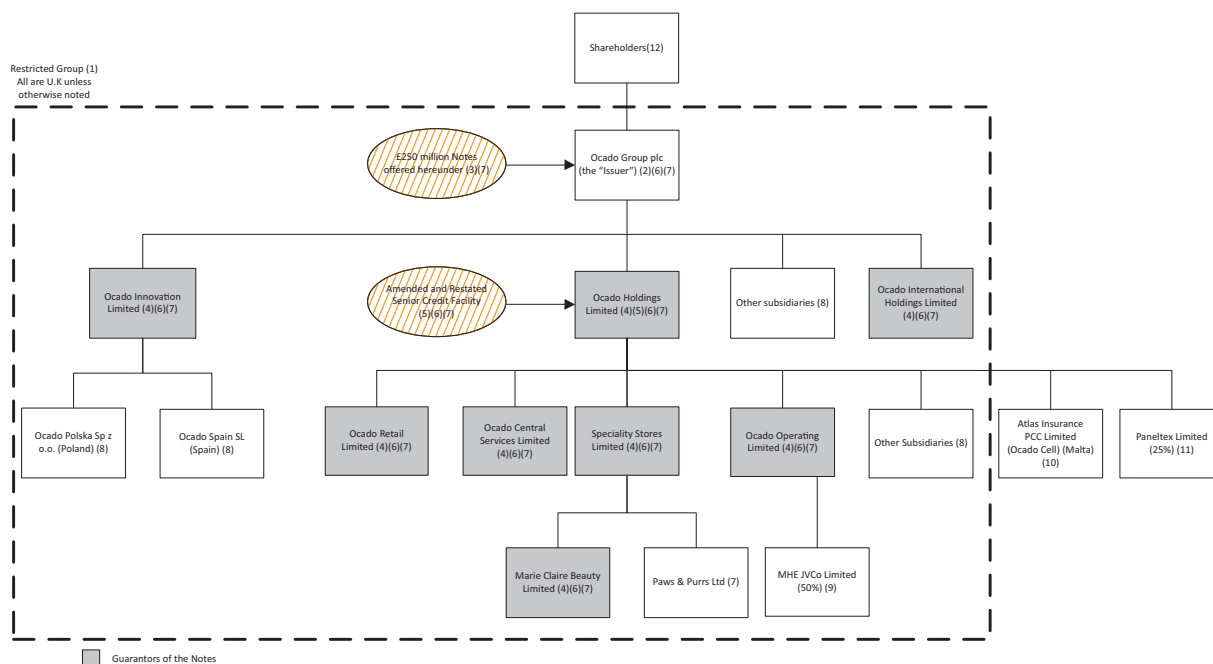 Shareholders(12)
Restricted Group (1)
All are U.K unless
otherwise noted
£250 million Notes
offered hereunder (3)(7)
Ocado Group plc
(the “Issuer”) (2)(6)(7)
Ocado Innovation
Limited (4)(6)(7)
Amended and Restated
Senior Credit Facility
(5)(6)(7)
Ocado Holdings
Limited (4)(5)(6)(7)
Other subsidiaries (8)
Ocado International
Holdings Limited
(4)(6)(7)
Ocado Polska Sp z
o.o. (Poland) (8)
Ocado Spain SL
(Spain) (8)
Ocado Retail
Limited (4)(6)(7)
Ocado Central
Services Limited
(4)(6)(7)
Speciality Stores
Limited (4)(6)(7)
Ocado Operating
Limited (4)(6)(7)
Other Subsidiaries (8)
Atlas Insurance
PCC Limited
(Ocado Cell) (Malta)
(10)
Paneltex Limited
(25%) (11)
Marie Claire Beauty
Limited (4)(6)(7)
Paws & Purrs Ltd (7)
MHE JVCo Limited
(50%) (9)
Guarantors of the Notes